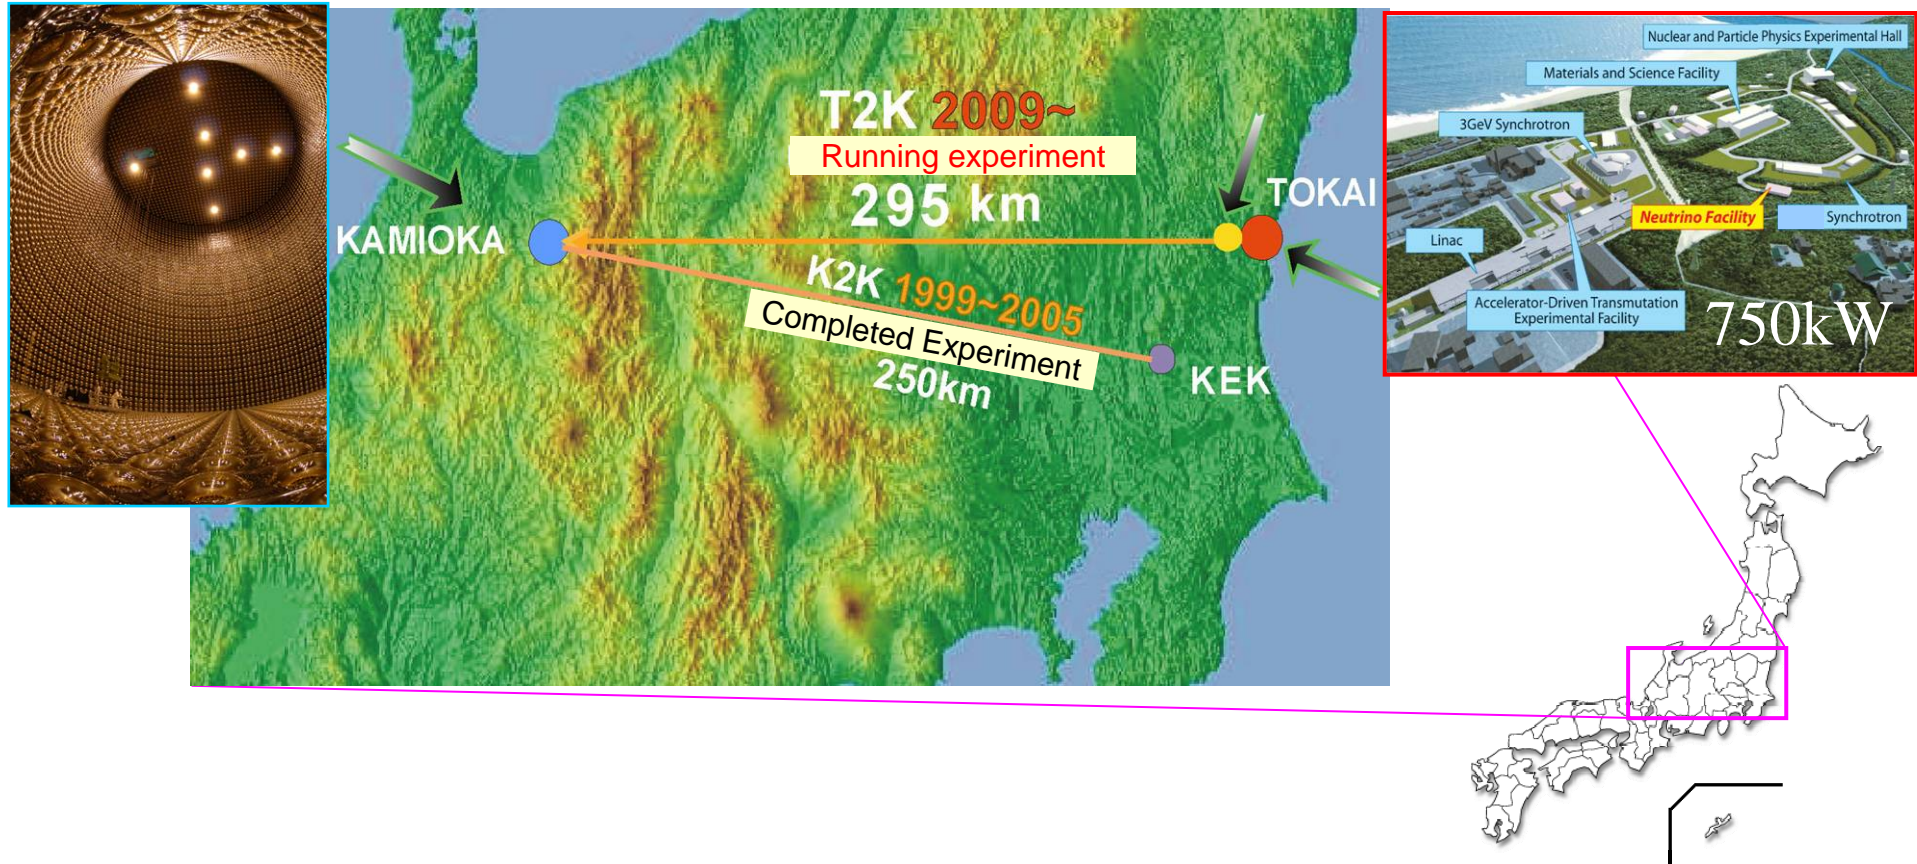 T2K 2009~
Running experiment
295 km
KAMIOKA
TOKAI
K2K 1999~2005
Completed Experiment
250km
KEK
Nuclear and Particle Physics Experimental Hall
Materials and Science Facility
3GeV Synchrotron
Neutrino Facility
Synchrotron
Linac
Accelerator-Driven Transmutation
Experimental Facility
750kW